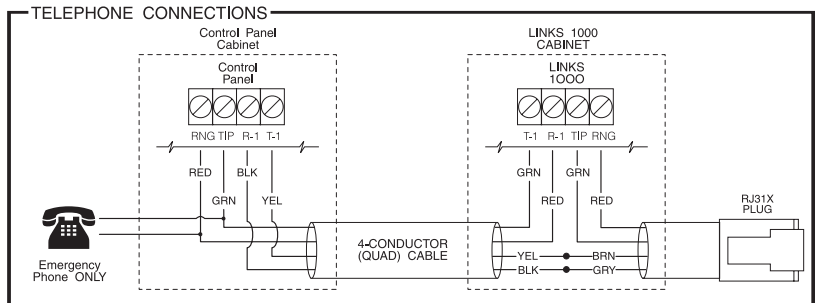 TELEPHONE CONNECTIONS
Control Panel
Cabinet
Control
Panel
RNG TIP R-1 T-1
RED
BLK
GRN
YEL
Emergency
Phone ONLY
4-CONDUCTOR
(QUAD) CABLE
LINKS 1000
CABINET
LINKS
1000
T-1 R-1 TIP RNG
GRN
GRN
RED
RED
YEL
BRN
BLK
GRY
RJ31X
PLUG